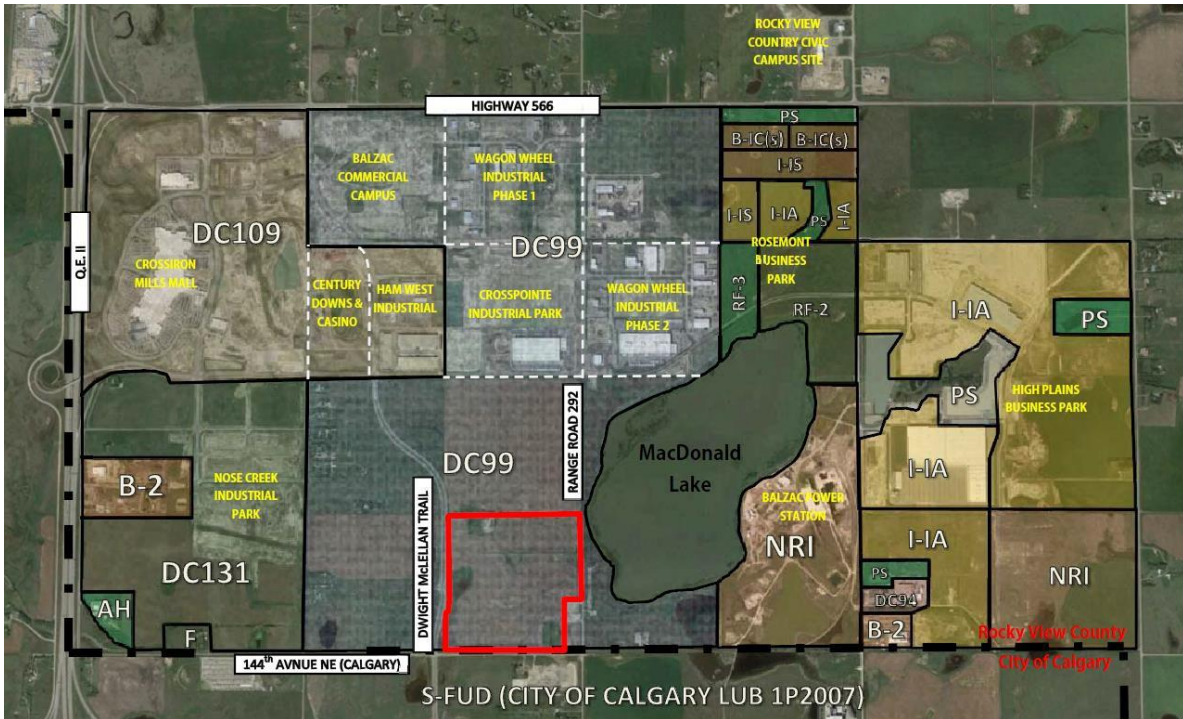 ROCKY VIEW
COUNTRY CIVIC
CAMPUS SITE
HIGHWAY 566
PS
B-IC(s)
B-IC(s)
I-IS
BALZAC
COMMERCIAL
CAMPUS
WAGON WHEEL
INDUSTRIAL
PHASE 1
I-IS
I-IA
PS
I-IA
DC109
DC99
Q.E. II
CROSSIRON
MILLS MALL
ROSEMONT
BUSINESS
PARK
CENTURY
DOWNS &
CASINO
HAM WEST
INDUSTRIAL
CROSSPOINTE
INDUSTRIAL PARK
WAGON WHEEL
INDUSTRIAL
PHASE 2
RF-3
RF-2
I-IA
PS
PS
HIGH PLAINS
BUSINESS PARK
RANGE ROAD 292
MacDonald
Lake
DC99
B-2
NOSE CREEK
INDUSTRIAL
PARK
I-IA
DWIGHT McLELLAN TRAIL
BALZAC POWER
STATION
NRI
I-IA
DC131
PS
NRI
DC94
AH
F
B-2
Rocky View County
144th AVNUE NE (CALGARY)
City of Calgary
S-FUD (CITY OF CALGARY LUB 1P2007)